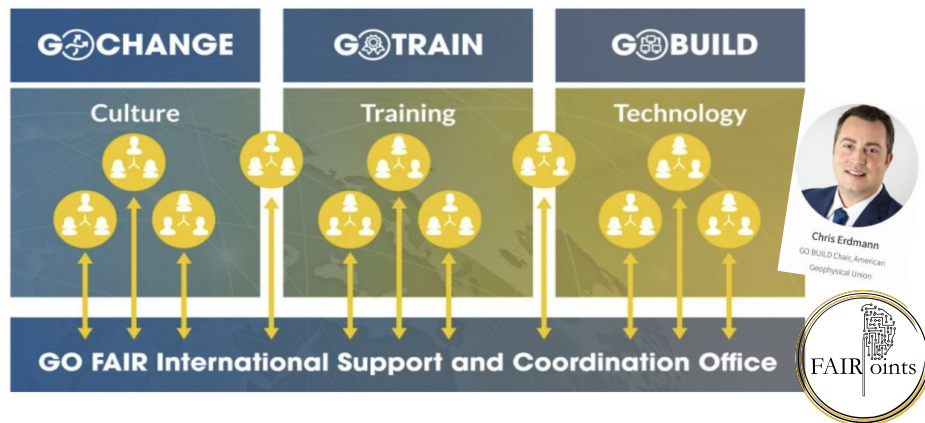 GO CHANGE
GO TRAIN
GO BUILD
Culture
Training
Technology
Chris Erdmann
GO BUILD Chair, American
Geophysical Union
GO FAIR International Support and Coordination Office
FAIR oints